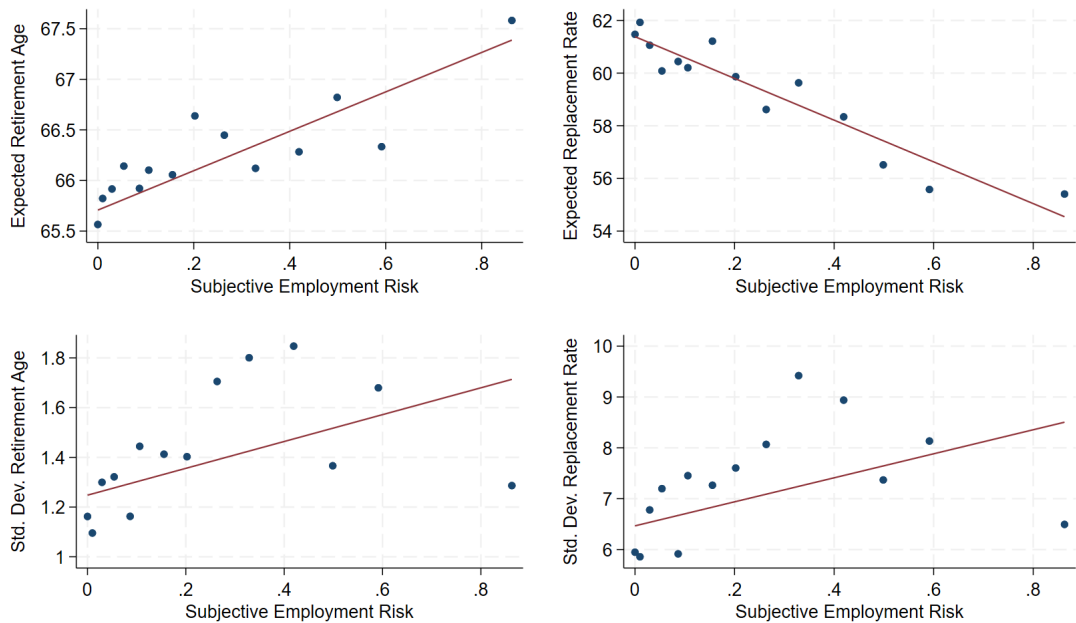 Expected Retirement Age
67.5
67
66.5
66
65.5
0 .2 .4 .6 .8
Subjective Employment Risk
Expected Replacement Rate
62
60
58
56
54
0 .2 .4 .6 .8
Subjective Employment Risk
Std. Dev. Retirement Age
1.8
1.6
1.4
1.2
1
0 .2 .4 .6 .8
Subjective Employment Risk
Std. Dev. Replacement Rate
10
9
8
7
6
0 .2 .4 .6 .8
Subjective Employment Risk